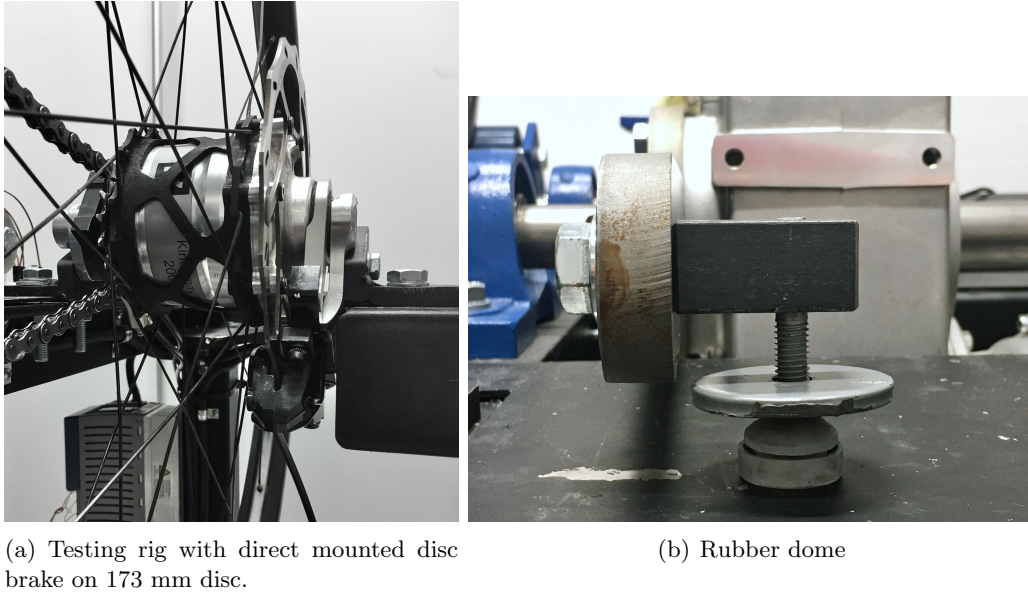 (a) Testing rig with direct mounted disc
brake on 173 mm disc.
(b) Rubber dome